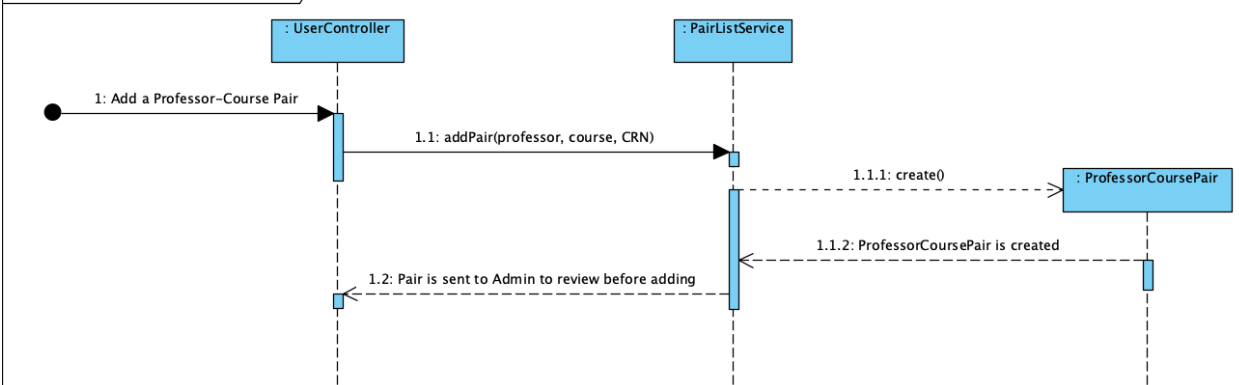 : UserController
: PairListService
1: Add a Professor-Course Pair
1.1: addPair(professor, course, CRN)
1.1.1: create()
: ProfessorCoursePair
1.1.2: ProfessorCoursePair is created
1.2: Pair is sent to Admin to review before adding